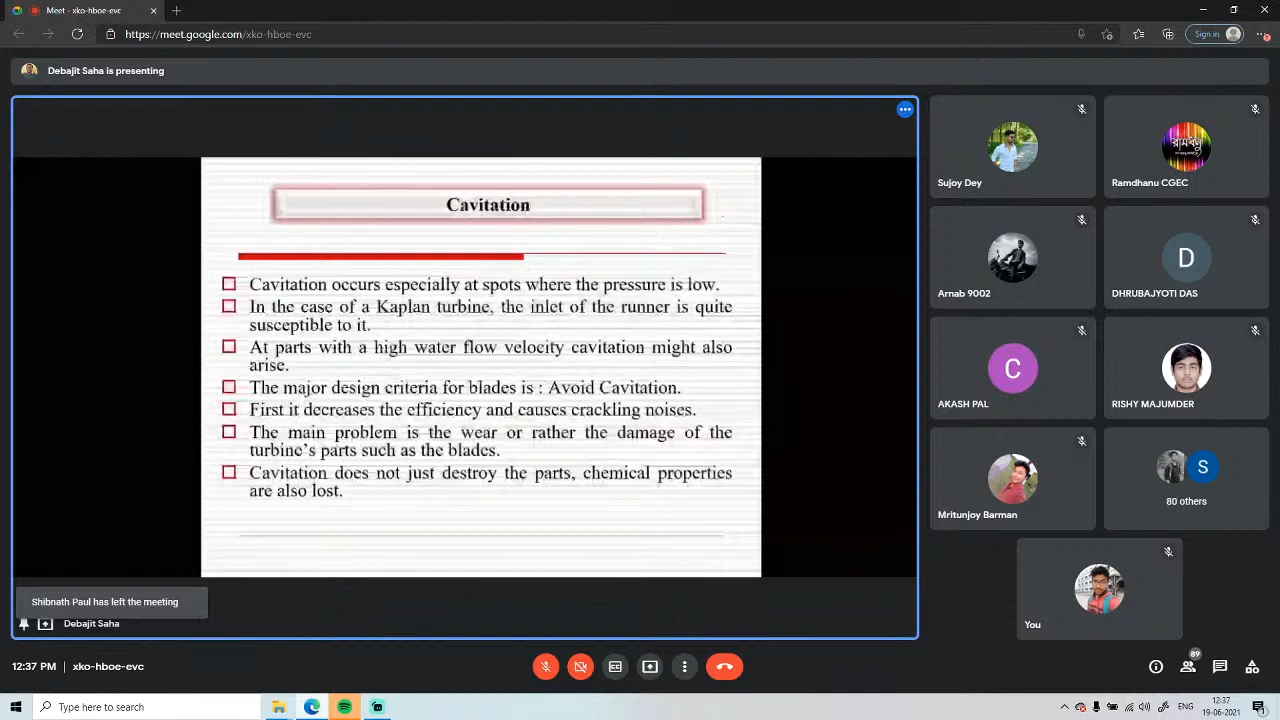 Meet - xko-hboe-evc
https://meet.google.com/xko-hboe-evc
Sign in
Debajit Saha is presenting
Cavitation
Cavitation occurs especially at spots where the pressure is low.
In the case of a Kaplan turbine, the inlet of the runner is quite
susceptible to it.
At parts with a high water flow velocity cavitation might also
arise.
The major design criteria for blades is : Avoid Cavitation.
First it decreases the efficiency and causes crackling noises.
The main problem is the wear or rather the damage of the
turbine's parts such as the blades.
Cavitation does not just destroy the parts, chemical properties
are also lost.
Shibnath Paul has left the meeting
Debajit Saha
Sujoy Dey
রামধনু
Ramdhanu CGEC
Arnab 9002
D
DHRUBAJYOTI DAS
C
AKASH PAL
RISHY MAJUMDER
Mritunjoy Barman
S
80 others
You
12:37 PM | xko-hboe-evc
89
Type here to search
ENG
12:37
19-06-2021
1